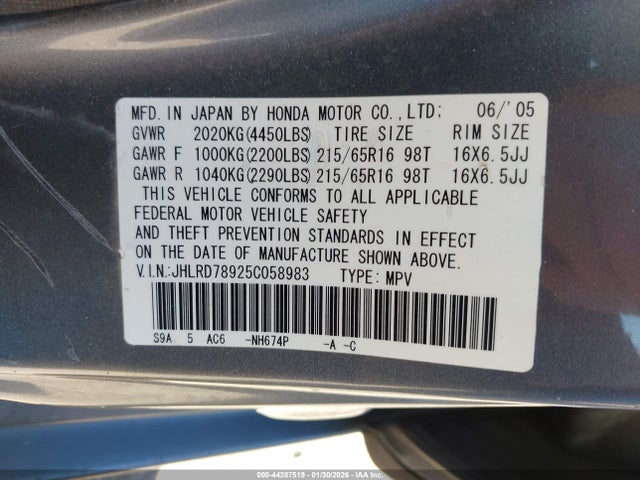 MFD. IN JAPAN BY HONDA MOTOR CO.,LTD; 06/'05
GVWR 2020KG(4450LBS) TIRE SIZE RIM SIZE
GAWR F 1000KG(2200LBS) 215/65R16 98T 16X6.5JJ
GAWR R 1040KG(2290LBS) 215/65R16 98T 16X6.5JJ
THIS VEHICLE CONFORMS TO ALL APPLICABLE
FEDERAL MOTOR VEHICLE SAFETY
AND THEFT PREVENTION STANDARDS IN EFFECT
ON THE DATE OF MANUFACTURE SHOWN ABOVE.
V.I.N:JHLRD78925C058983 TYPE: MPV
S9A 5 AC6 -NH674P -A -C
000-44287519 - 01/30/2026 - IAA Inc.